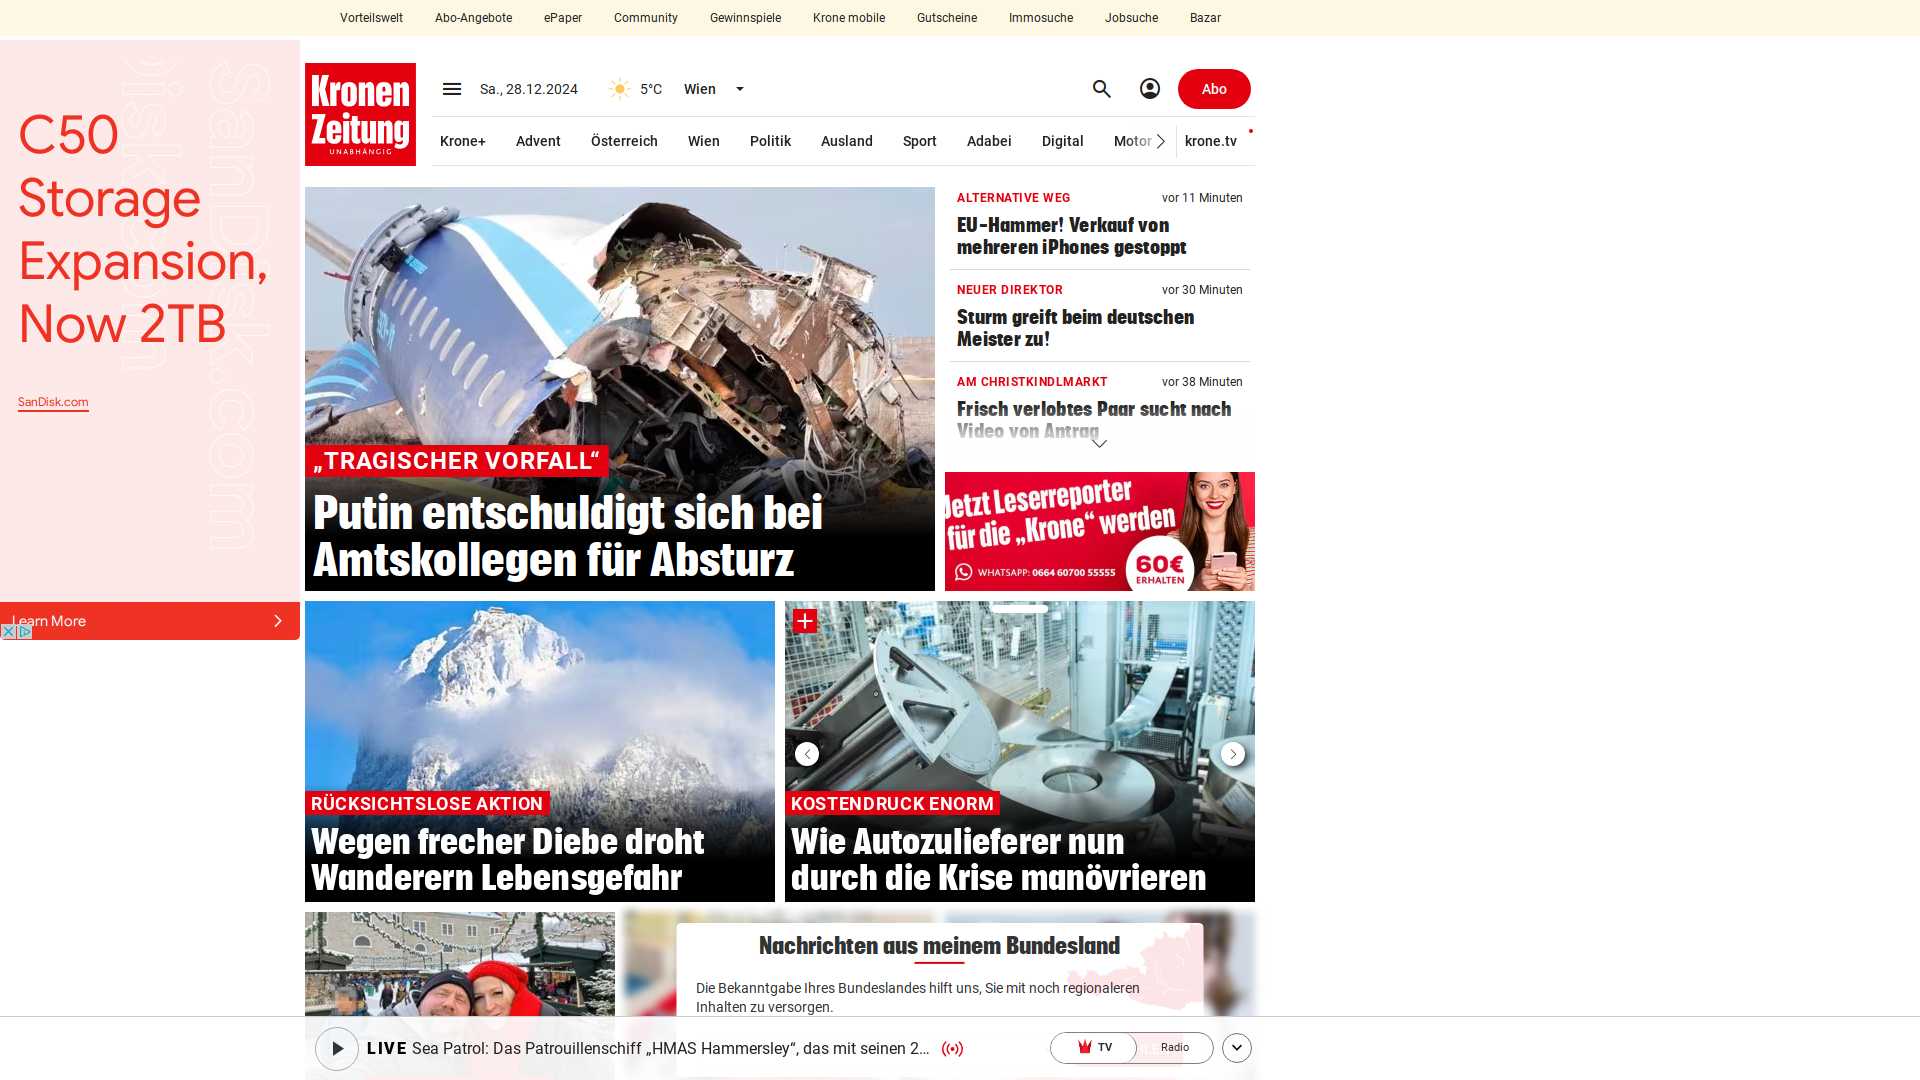 Vorteilswelt
Abo-Angebote
ePaper
Community
Gewinnspiele
Krone mobile
Gutscheine
Immosuche
Jobsuche
Bazar
C50
Storage
Expansion,
Now 2TB
SanDisk.com
SanDisk.com
Learn More
Kronen
Zeitung
UNABHÄNGIG
Sa., 28.12.2024
5°C
Wien
Abo
Krone+
Advent
Österreich
Wien
Politik
Ausland
Sport
Adabei
Digital
Motor
krone.tv
„TRAGISCHER VORFALL“
Putin entschuldigt sich bei
Amtskollegen für Absturz
ALTERNATIVE WEG
vor 11 Minuten
EU-Hammer! Verkauf von
mehreren iPhones gestoppt
NEUER DIREKTOR
vor 30 Minuten
Sturm greift beim deutschen
Meister zu!
AM CHRISTKINDLMARKT
vor 38 Minuten
Frisch verlobtes Paar sucht nach
Video von Antrag
Jetzt Leserreporter
für die „Krone“ werden
WHATSAPP: 0664 60700 55555
60€
ERHALTEN
RÜCKSICHTSLOSE AKTION
Wegen frecher Diebe droht
Wanderern Lebensgefahr
KOSTENDRUCK ENORM
Wie Autozulieferer nun
durch die Krise manövrieren
Nachrichten aus meinem Bundesland
Die Bekanntgabe Ihres Bundeslandes hilft uns, Sie mit noch regionaleren
Inhalten zu versorgen.
LIVE Sea Patrol: Das Patrouillenschiff „HMAS Hammersley“, das mit seinen 2...
TV
Radio